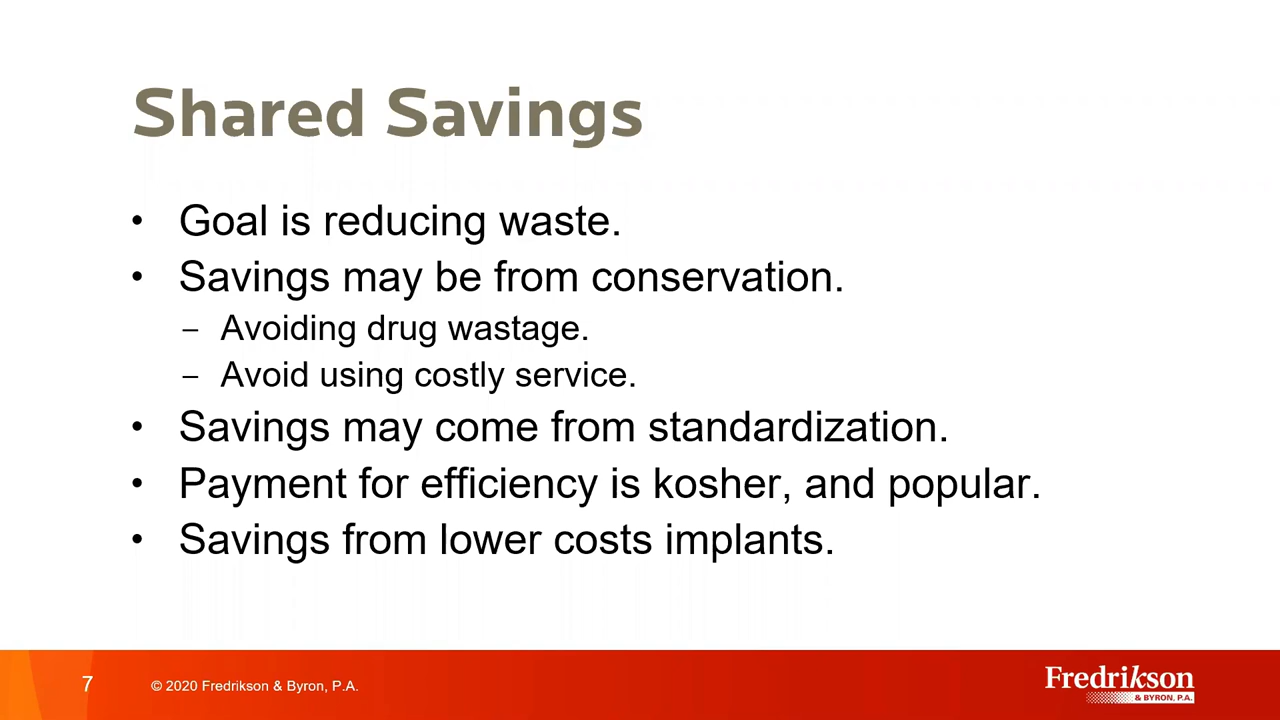 Shared Savings
• Goal is reducing waste.
• Savings may be from conservation.
– Avoiding drug wastage.
– Avoid using costly service.
• Savings may come from standardization.
• Payment for efficiency is kosher, and popular.
• Savings from lower costs implants.
7 © 2020 Fredrikson & Byron, P.A.
Fredrikson
& BYRON, P.A.